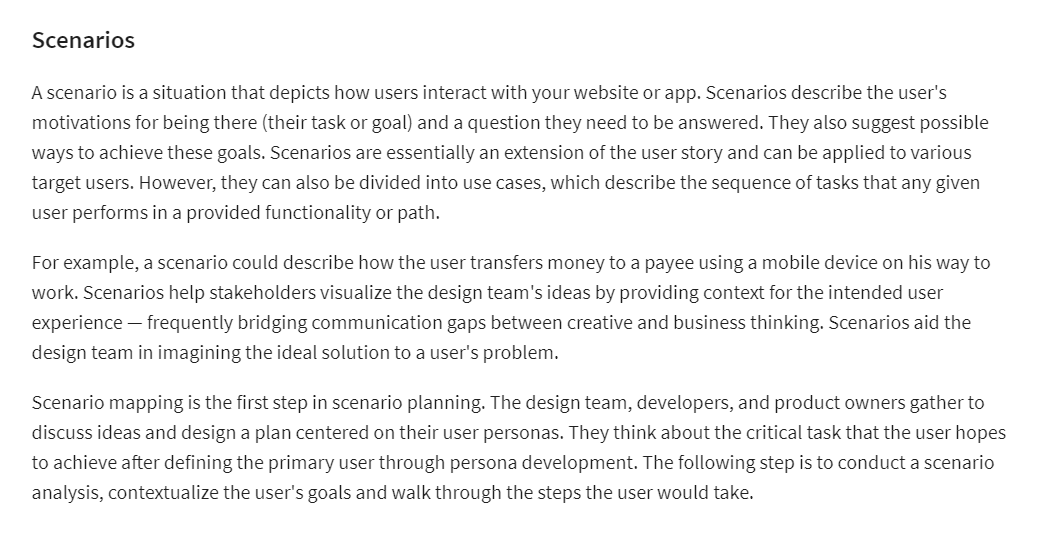 Scenarios
A scenario is a situation that depicts how users interact with your website or app. Scenarios describe the user's
motivations for being there (their task or goal) and a question they need to be answered. They also suggest possible
ways to achieve these goals. Scenarios are essentially an extension of the user story and can be applied to various
target users. However, they can also be divided into use cases, which describe the sequence of tasks that any given
user performs in a provided functionality or path.
For example, a scenario could describe how the user transfers money to a payee using a mobile device on his way to
work. Scenarios help stakeholders visualize the design team's ideas by providing context for the intended user
experience — frequently bridging communication gaps between creative and business thinking. Scenarios aid the
design team in imagining the ideal solution to a user's problem.
Scenario mapping is the first step in scenario planning. The design team, developers, and product owners gather to
discuss ideas and design a plan centered on their user personas. They think about the critical task that the user hopes
to achieve after defining the primary user through persona development. The following step is to conduct a scenario
analysis, contextualize the user's goals and walk through the steps the user would take.